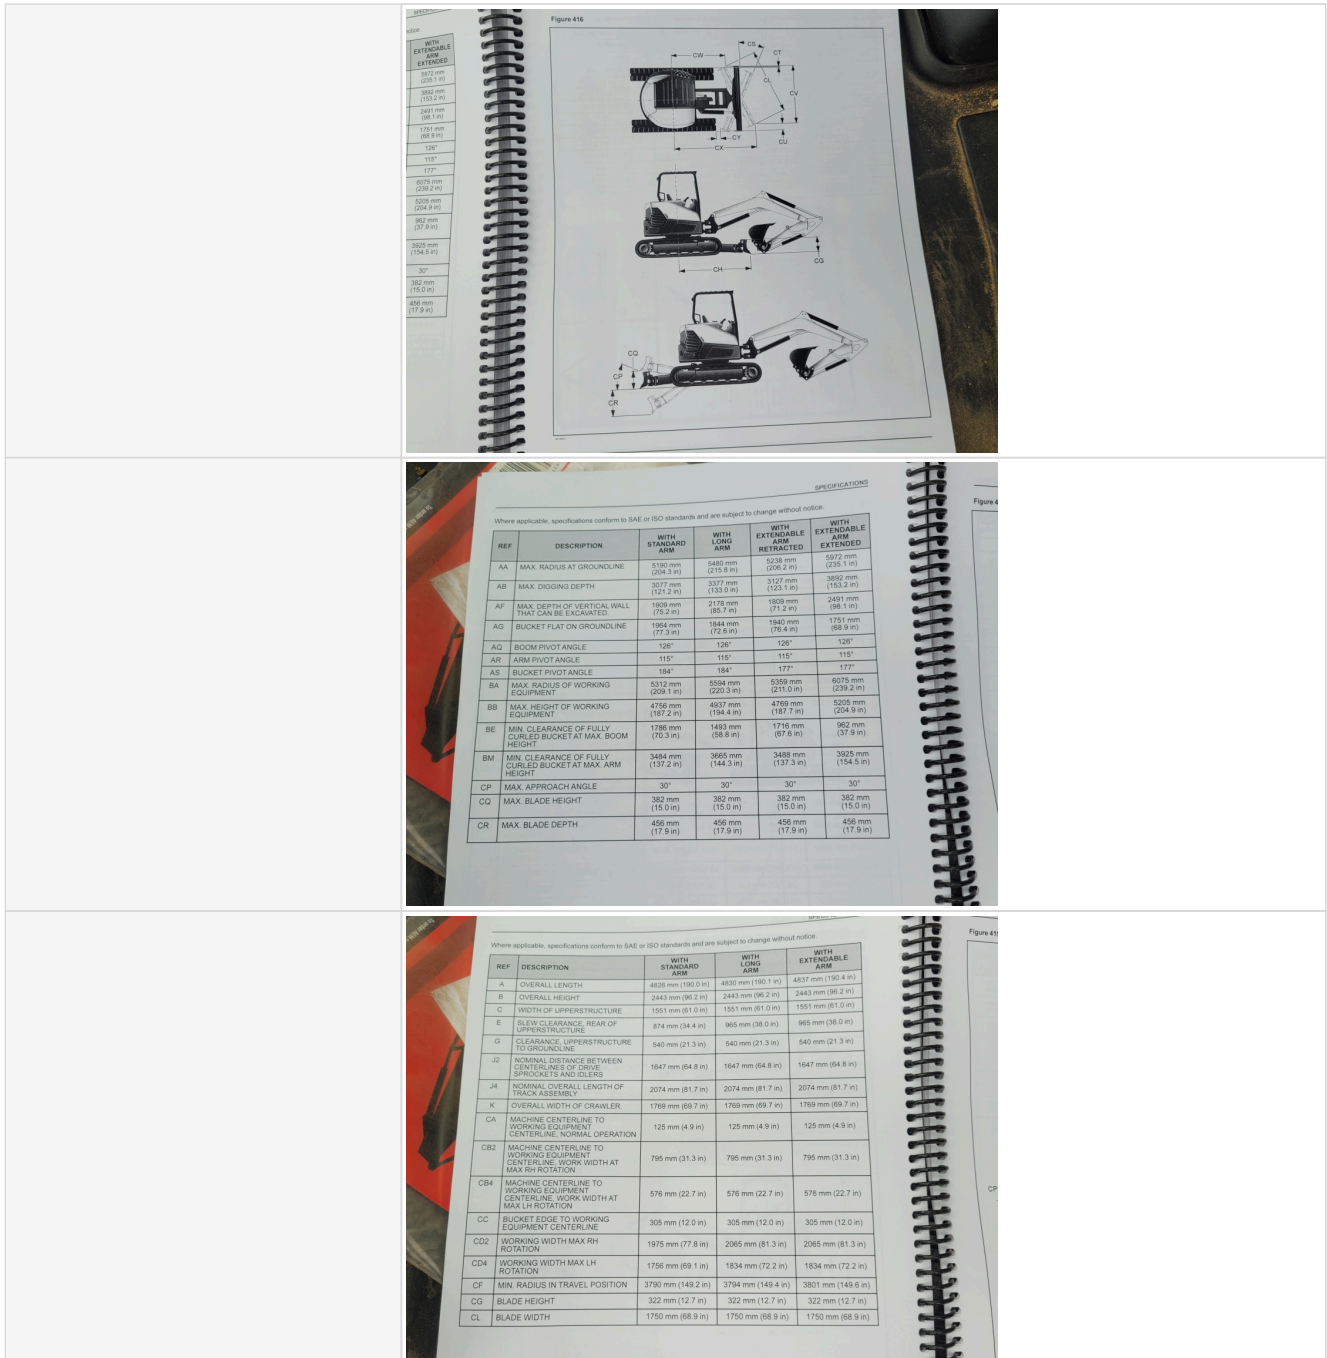 SPECIFICATIONS
WITH
EXTENDABLE
ARM
EXTENDED
5972 mm
(235.1 in)
3892 mm
(153.2 in)
2491 mm
(98.1 in)
1751 mm
(68.9 in)
126°
115°
177°
6075 mm
(239.2 in)
5205 mm
(204.9 in)
962 mm
(37.9 in)
3925 mm
(154.5 in)
30°
382 mm
(15.0 in)
456 mm
(17.9 in)
Figure 416
CS
CT
CW
CL
CV
CY
CU
CX
CG
CH
CQ
CP
CR
SPECIFICATIONS
Where applicable, specifications conform to SAE or ISO standards and are subject to change without notice.
REF DESCRIPTION WITH STANDARD ARM WITH LONG ARM WITH EXTENDABLE ARM RETRACTED WITH EXTENDABLE ARM EXTENDED
AA MAX. RADIUS AT GROUNDLINE 5190 mm (204.3 in) 5480 mm (215.8 in) 5238 mm (206.2 in) 5972 mm (235.1 in)
AB MAX. DIGGING DEPTH 3077 mm (121.2 in) 3377 mm (133.0 in) 3127 mm (123.1 in) 3892 mm (153.2 in)
AF MAX. DEPTH OF VERTICAL WALL THAT CAN BE EXCAVATED. 1909 mm (75.2 in) 2178 mm (85.7 in) 1809 mm (71.2 in) 2491 mm (98.1 in)
AG BUCKET FLAT ON GROUNDLINE 1964 mm (77.3 in) 1844 mm (72.6 in) 1940 mm (76.4 in) 1751 mm (68.9 in)
AQ BOOM PIVOT ANGLE 126° 126° 126° 126°
AR ARM PIVOT ANGLE 115° 115° 115° 115°
AS BUCKET PIVOT ANGLE 184° 184° 177° 177°
BA MAX. RADIUS OF WORKING EQUIPMENT 5312 mm (209.1 in) 5594 mm (220.3 in) 5359 mm (211.0 in) 6075 mm (239.2 in)
BB MAX. HEIGHT OF WORKING EQUIPMENT 4756 mm (187.2 in) 4937 mm (194.4 in) 4769 mm (187.7 in) 5205 mm (204.9 in)
BE MIN. CLEARANCE OF FULLY CURLED BUCKET AT MAX. BOOM HEIGHT 1786 mm (70.3 in) 1493 mm (58.8 in) 1716 mm (67.6 in) 962 mm (37.9 in)
BM MIN. CLEARANCE OF FULLY CURLED BUCKET AT MAX. ARM HEIGHT 3484 mm (137.2 in) 3665 mm (144.3 in) 3488 mm (137.3 in) 3925 mm (154.5 in)
CP MAX. APPROACH ANGLE 30° 30° 30° 30°
CQ MAX. BLADE HEIGHT 382 mm (15.0 in) 382 mm (15.0 in) 382 mm (15.0 in) 382 mm (15.0 in)
CR MAX. BLADE DEPTH 456 mm (17.9 in) 456 mm (17.9 in) 456 mm (17.9 in) 456 mm (17.9 in)
Figure 4
Where applicable, specifications conform to SAE or ISO standards and are subject to change without notice.
REF DESCRIPTION WITH STANDARD ARM WITH LONG ARM WITH EXTENDABLE ARM
A OVERALL LENGTH 4826 mm (190.0 in) 4830 mm (190.1 in) 4837 mm (190.4 in)
B OVERALL HEIGHT 2443 mm (96.2 in) 2443 mm (96.2 in) 2443 mm (96.2 in)
C WIDTH OF UPPERSTRUCTURE 1551 mm (61.0 in) 1551 mm (61.0 in) 1551 mm (61.0 in)
E SLEW CLEARANCE, REAR OF UPPERSTRUCTURE 874 mm (34.4 in) 965 mm (38.0 in) 965 mm (38.0 in)
G CLEARANCE, UPPERSTRUCTURE TO GROUNDLINE 540 mm (21.3 in) 540 mm (21.3 in) 540 mm (21.3 in)
J2 NOMINAL DISTANCE BETWEEN CENTERLINES OF DRIVE SPROCKETS AND IDLERS 1647 mm (64.8 in) 1647 mm (64.8 in) 1647 mm (64.8 in)
J4 NOMINAL OVERALL LENGTH OF TRACK ASSEMBLY 2074 mm (81.7 in) 2074 mm (81.7 in) 2074 mm (81.7 in)
K OVERALL WIDTH OF CRAWLER 1769 mm (69.7 in) 1769 mm (69.7 in) 1769 mm (69.7 in)
CA MACHINE CENTERLINE TO WORKING EQUIPMENT CENTERLINE, NORMAL OPERATION 125 mm (4.9 in) 125 mm (4.9 in) 125 mm (4.9 in)
CB2 MACHINE CENTERLINE TO WORKING EQUIPMENT CENTERLINE, WORK WIDTH AT MAX RH ROTATION 795 mm (31.3 in) 795 mm (31.3 in) 795 mm (31.3 in)
CB4 MACHINE CENTERLINE TO WORKING EQUIPMENT CENTERLINE, WORK WIDTH AT MAX LH ROTATION 576 mm (22.7 in) 576 mm (22.7 in) 576 mm (22.7 in)
CC BUCKET EDGE TO WORKING EQUIPMENT CENTERLINE 305 mm (12.0 in) 305 mm (12.0 in) 305 mm (12.0 in)
CD2 WORKING WIDTH MAX RH ROTATION 1975 mm (77.8 in) 2065 mm (81.3 in) 2065 mm (81.3 in)
CD4 WORKING WIDTH MAX LH ROTATION 1756 mm (69.1 in) 1834 mm (72.2 in) 1834 mm (72.2 in)
CF MIN. RADIUS IN TRAVEL POSITION 3790 mm (149.2 in) 3794 mm (149.4 in) 3801 mm (149.6 in)
CG BLADE HEIGHT 322 mm (12.7 in) 322 mm (12.7 in) 322 mm (12.7 in)
CL BLADE WIDTH 1750 mm (68.9 in) 1750 mm (68.9 in) 1750 mm (68.9 in)
Figure 415
CP